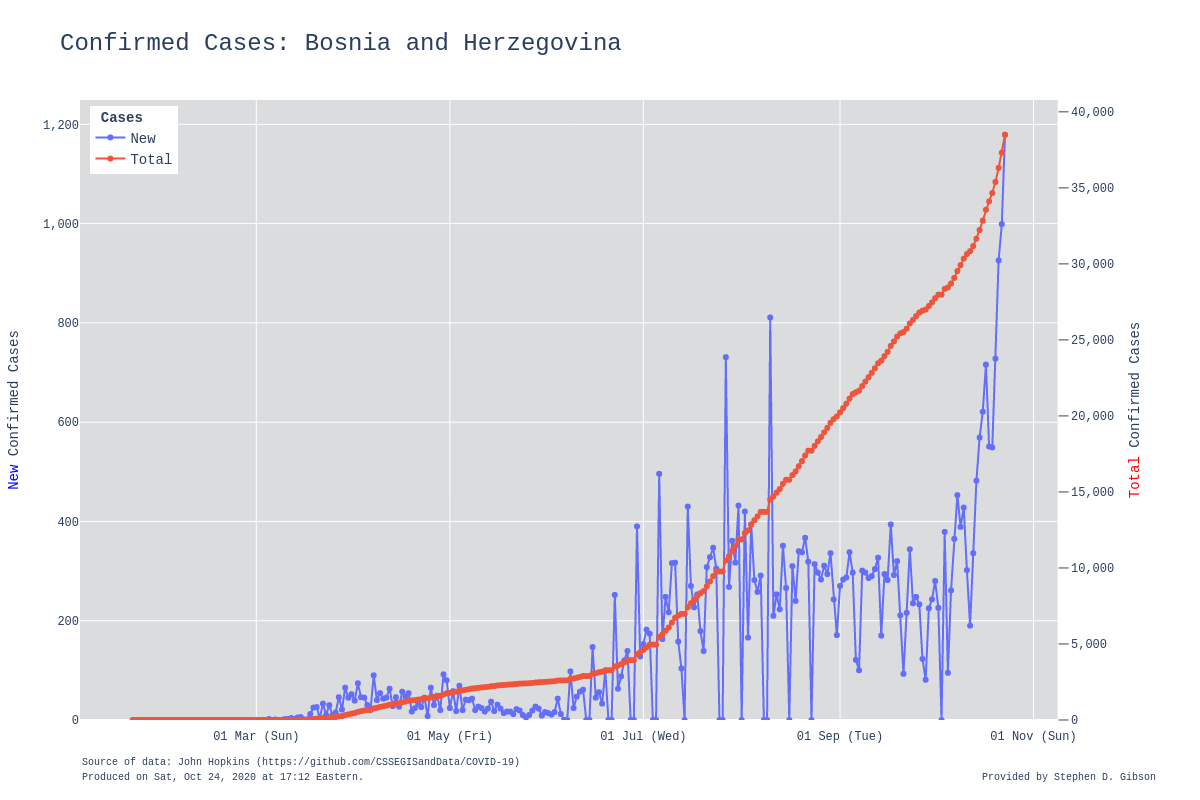 Confirmed Cases: Bosnia and Herzegovina
Cases
New
Total
1,200
1,000
800
600
400
200
0
40,000
35,000
30,000
25,000
20,000
15,000
10,000
5,000
0
New Confirmed Cases
Total Confirmed Cases
01 Mar (Sun)
01 May (Fri)
01 Jul (Wed)
01 Sep (Tue)
01 Nov (Sun)
Source of data: John Hopkins (https://github.com/CSSEGISandData/COVID-19)
Produced on Sat, Oct 24, 2020 at 17:12 Eastern.
Provided by Stephen D. Gibson